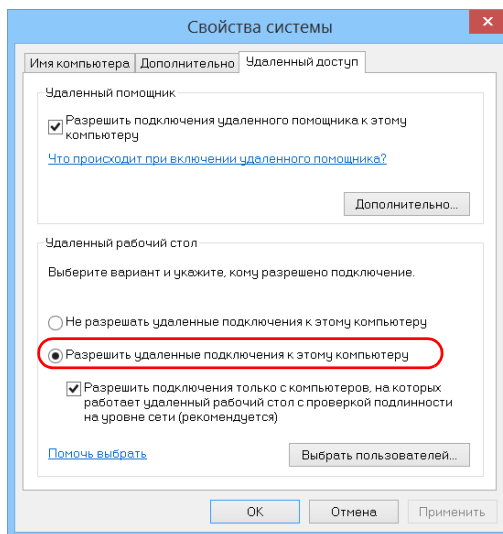 Свойства системы
Имя компьютера Дополнительно Удаленный доступ
Удаленный помощник
Разрешить подключения удаленного помощника к этому
компьютеру
Что происходит при включении удаленного помощника?
Дополнительно...
Удаленный рабочий стол
Выберите вариант и укажите, кому разрешено подключение.
Не разрешать удаленные подключения к этому компьютеру
Разрешить удаленные подключения к этому компьютеру
Разрешить подключения только с компьютеров, на которых
работает удаленный рабочий стол с проверкой подлинности
на уровне сети (рекомендуется)
Помочь выбрать
Выбрать пользователей...
ОК Отмена Применить